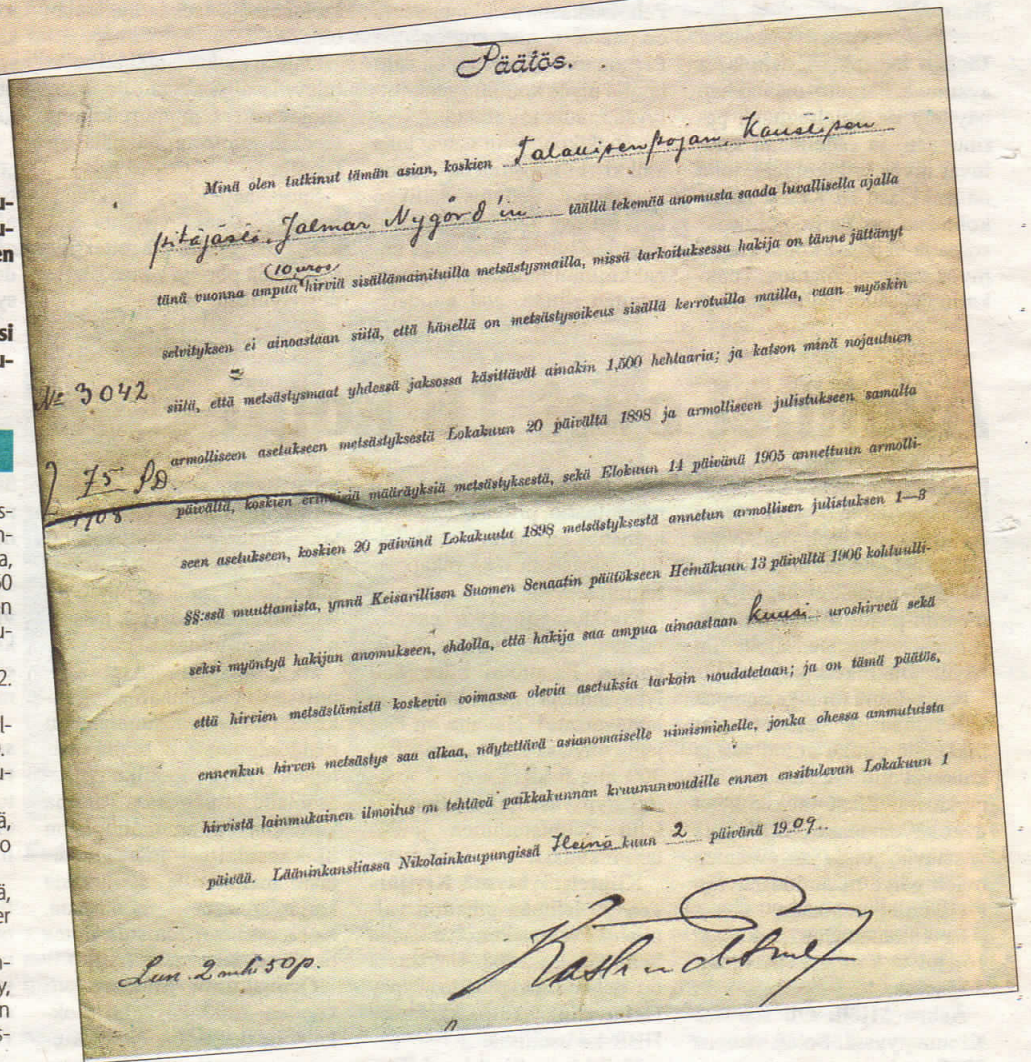 Päätös.
Minä olen tutkinut tämän asian, koskien Talollisenpojan, Kauslisen
pitäjästä, Jalmar Nygård'in täällä tekemää anomusta saada luvallisella ajalla
(10 uros)
tänä vuonna ampua hirviä sisällämainituilla metsästysmailla, missä tarkoituksessa hakija on tänne jättänyt
selvityksen ei ainoastaan siitä, että hänellä on metsästysoikeus sisällä kerrotuilla mailla, vaan myöskin
№ 3042
siitä, että metsästysmaat yhdessä jaksossa käsittävät ainakin 1,500 hehtaaria; ja katson minä nojautuen
armolliseen asetukseen metsästyksestä Lokakuun 20 päivältä 1898 ja armolliseen julistukseen samalta
75 PD.
1908
päivältä, koskien erinäisiä määräyksiä metsästyksestä, sekä Elokuun 14 päivänä 1905 annettuun armolli-
seen asetukseen, koskien 20 päivänä Lokakuuta 1898 metsästyksestä annetun armollisen julistuksen 1—3
§§:ssä muuttamista, ynnä Keisarillisen Suomen Senaatin päätökseen Heinäkuun 13 päivältä 1906 kohtuulli-
seksi myöntyä hakijan anomukseen, ehdolla, että hakija saa ampua ainoastaan kuusi uroshirveä sekä
että hirvien metsästämistä koskevia voimassa olevia asetuksia tarkoin noudatetaan; ja on tämä päätös,
ennenkun hirven metsästys saa alkaa, näytettävä asianomaiselle nimismiehelle, jonka ohessa ammutuista
hirvistä lainmukainen ilmoitus on tehtävä paikkakunnan kruununvoudille ennen ensitulevan Lokakuun 1
päivää. Lääninkansliassa Nikolainkaupungissa Heinäkuun 2 päivänä 1909.
Lun. 2 mk: 50 p.